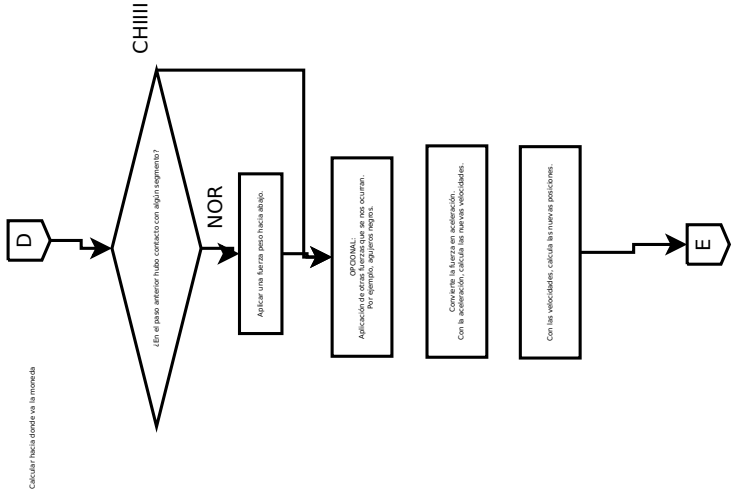 Calcular hacia donde va la moneda
D
¿En el paso anterior hubo contacto con algún segmento?
CHIIII
NOR
Aplicar una fuerza peso hacia abajo.
OPCIONAL:
Aplicación de otras fuerzas que se nos ocurran.
Por ejemplo, agujeros negros.
Convierte la fuerza en aceleración.
Con la aceleración, calcula las nuevas velocidades.
Con las velocidades, calcula las nuevas posiciones.
E